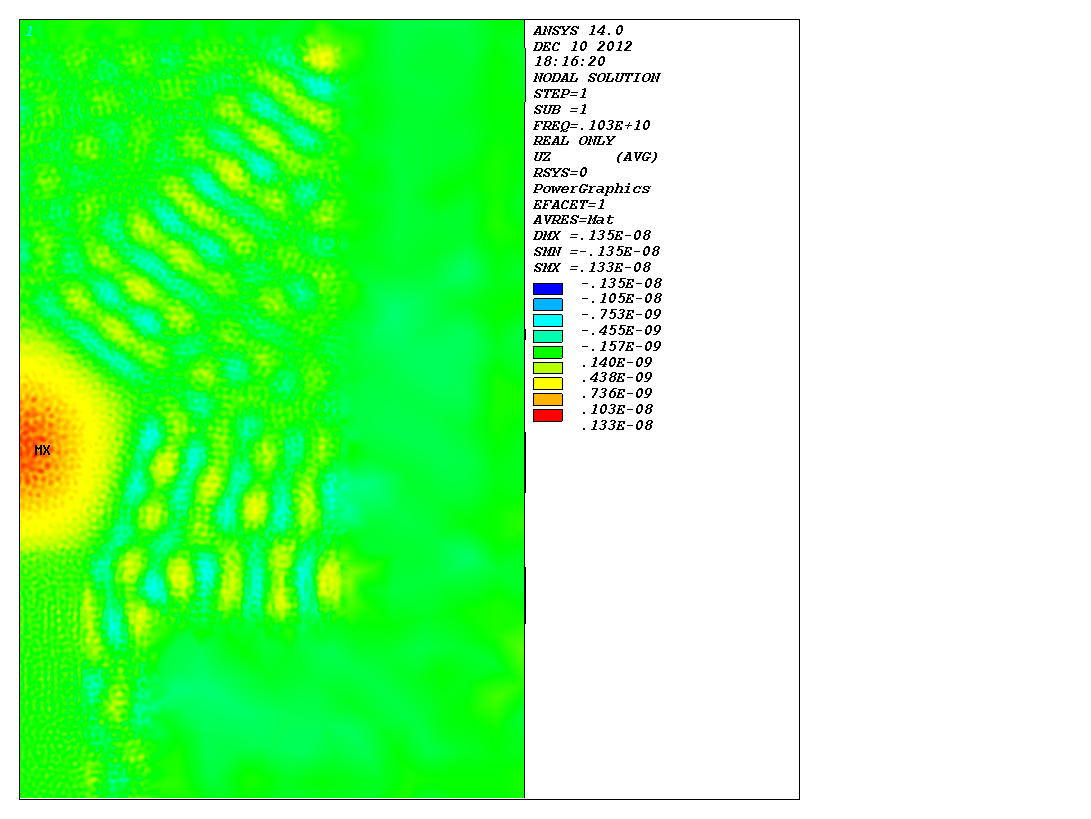 1
ANSYS 14.0
DEC 10 2012
18:16:20
NODAL SOLUTION
STEP=1
SUB =1
FREQ=.103E+10
REAL ONLY
UZ (AVG)
RSYS=0
PowerGraphics
EFACET=1
AVRES=Mat
DMX =.135E-08
SMN =-.135E-08
SMX =.133E-08
-.135E-08
-.105E-08
-.753E-09
-.455E-09
-.157E-09
.140E-09
.438E-09
.736E-09
.103E-08
.133E-08
MX